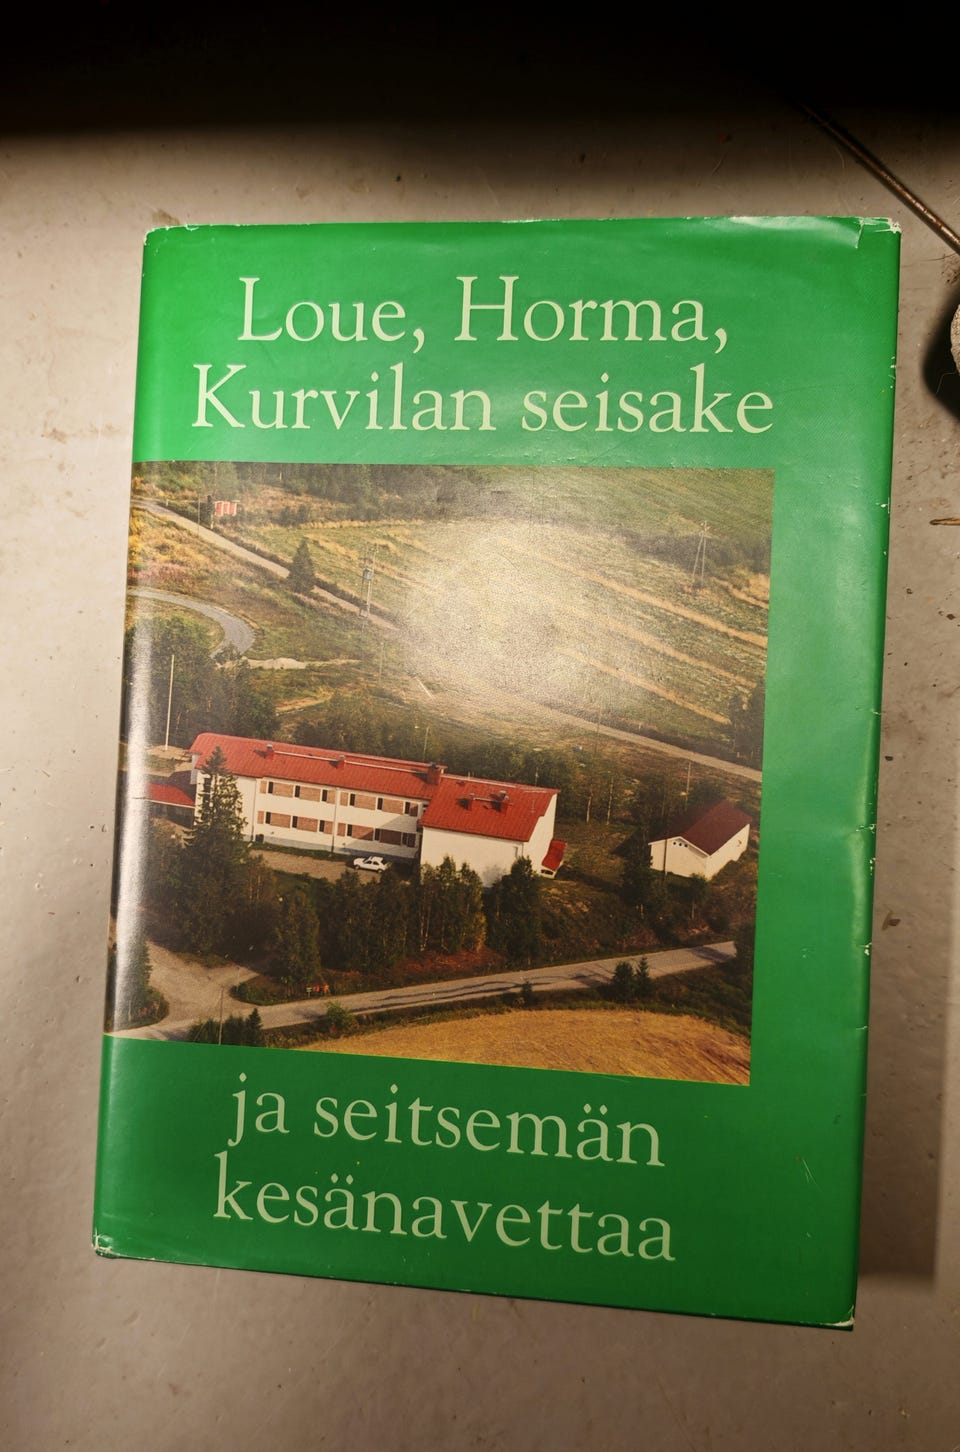 Loue, Horma,
Kurvilan seisake
ja seitsemän
kesänavettaa